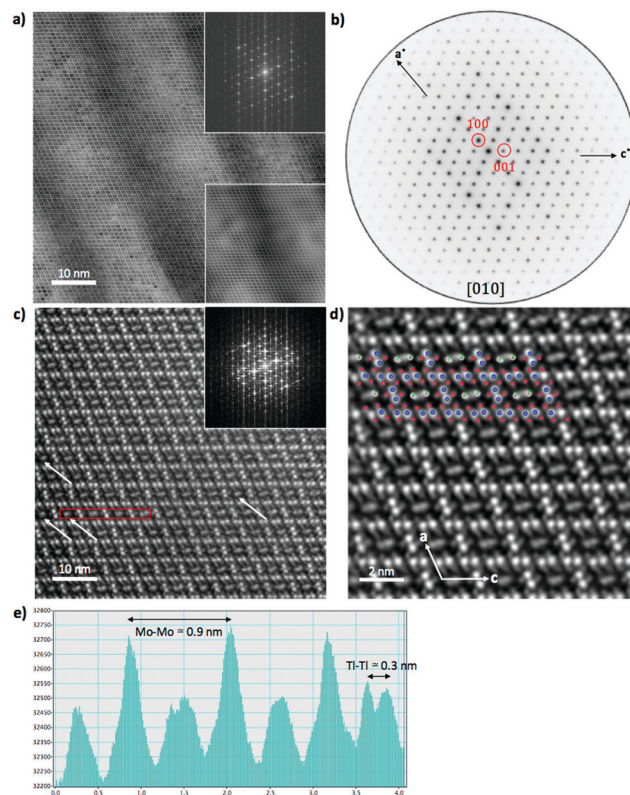 a)
10 nm
b)
a*
100
001
c*
[010]
c)
10 nm
d)
a
c
2 nm
e)
32800
32750
32700
32650
32600
32550
32500
32450
32400
32350
32300
32250
32200
Mo-Mo ≃ 0.9 nm
Tl-Tl ≃ 0.3 nm
0.0 0.5 1.0 1.5 2.0 2.5 3.0 3.5 4.0